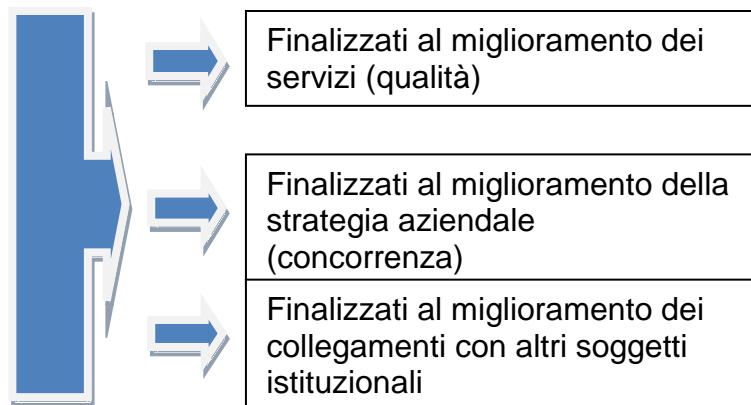 Finalizzati al miglioramento dei
servizi (qualità)
Finalizzati al miglioramento della
strategia aziendale
(concorrenza)
Finalizzati al miglioramento dei
collegamenti con altri soggetti
istituzionali